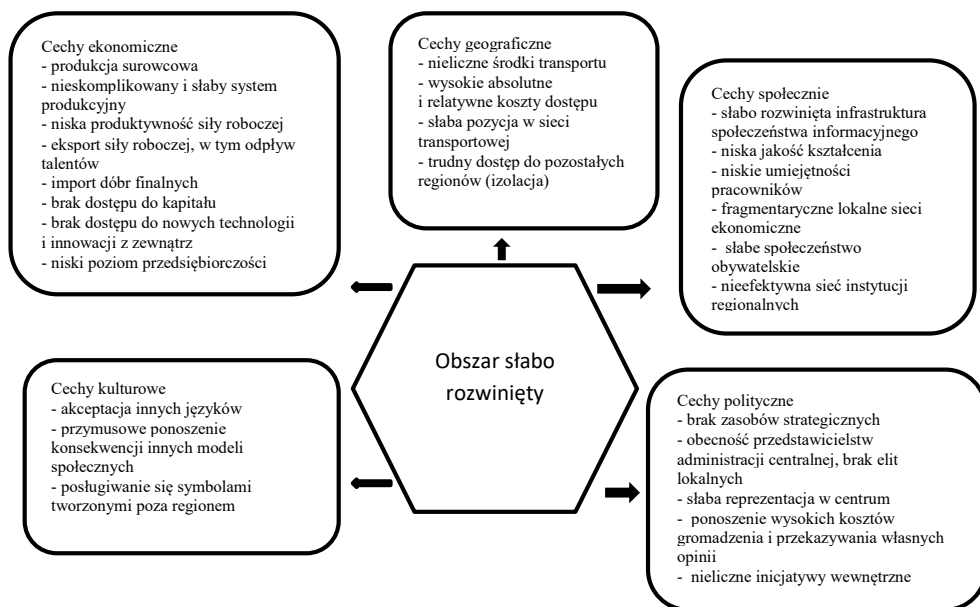 Cechy ekonomiczne
- produkcja surowcowa
- nieskomplikowany i słaby system
produkcyjny
- niska produktywność siły roboczej
- eksport siły roboczej, w tym odpływ
talentów
- import dóbr finalnych
- brak dostępu do kapitału
- brak dostępu do nowych technologii
i innowacji z zewnątrz
- niski poziom przedsiębiorczości
Cechy geograficzne
- nieliczne środki transportu
- wysokie absolutne
i relatywne koszty dostępu
- słaba pozycja w sieci
transportowej
- trudny dostęp do pozostałych
regionów (izolacja)
Cechy społecznie
- słabo rozwinięta infrastruktura
społeczeństwa informacyjnego
- niska jakość kształcenia
- niskie umiejętności
pracowników
- fragmentaryczne lokalne sieci
ekonomiczne
- słabe społeczeństwo
obywatelskie
- nieefektywna sieć instytucji
regionalnych
Obszar słabo
rozwinięty
Cechy kulturowe
- akceptacja innych języków
- przymusowe ponoszenie
konsekwencji innych modeli
społecznych
- posługiwanie się symbolami
tworzonymi poza regionem
Cechy polityczne
- brak zasobów strategicznych
- obecność przedstawicielstw
administracji centralnej, brak elit
lokalnych
- słaba reprezentacja w centrum
- ponoszenie wysokich kosztów
gromadzenia i przekazywania własnych
opinii
- nieliczne inicjatywy wewnętrzne